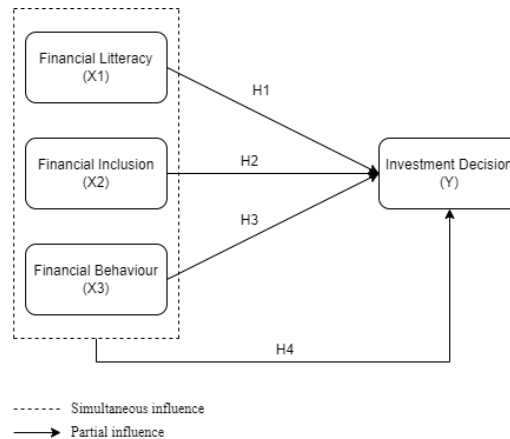 Financial Litteracy
(X1)
H1
Financial Inclusion
(X2)
H2
Investment Decision
(Y)
H3
Financial Behaviour
(X3)
H4
Simultaneous influence
Partial influence